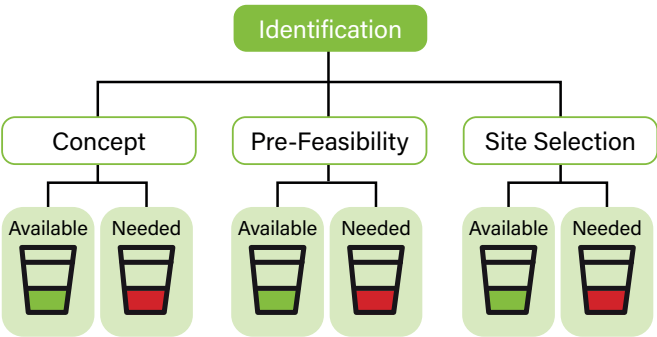 Identification
Concept
Pre-Feasibility
Site Selection
Available
Needed
Available
Needed
Available
Needed